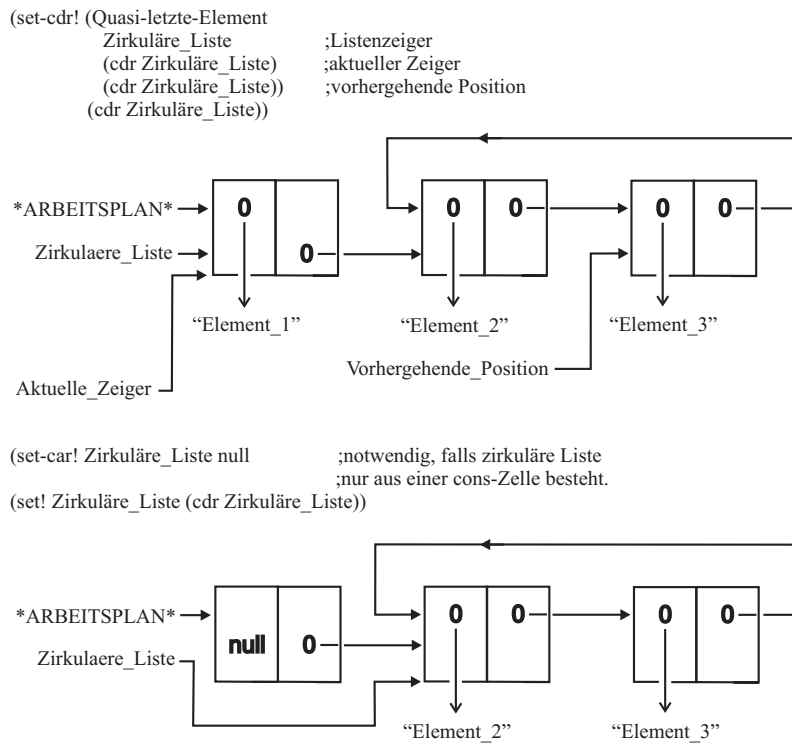 (set-cdr! (Quasi-letzte-Element
Zirkuläre_Liste ;Listenzeiger
(cdr Zirkuläre_Liste) ;aktueller Zeiger
(cdr Zirkuläre_Liste)) ;vorhergehende Position
(cdr Zirkuläre_Liste))
*ARBEITSPLAN* 0 0 0 0 0
Zirkulaere_Liste 0
“Element_1” “Element_2” “Element_3”
Vorhergehende_Position
Aktuelle_Zeiger
(set-car! Zirkuläre_Liste null ;notwendig, falls zirkuläre Liste
;nur aus einer cons-Zelle besteht.
(set! Zirkuläre_Liste (cdr Zirkuläre_Liste))
*ARBEITSPLAN* 0 0 0 0
null 0
Zirkulaere_Liste
“Element_2” “Element_3”